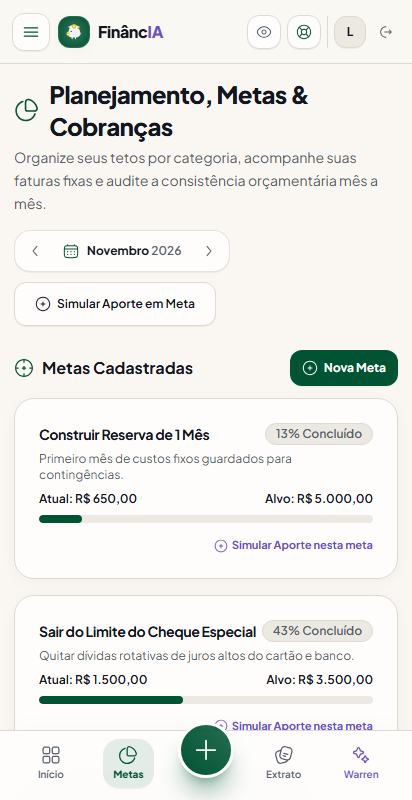 FinâncIA
L
Planejamento, Metas &
Cobranças
Organize seus tetos por categoria, acompanhe suas
faturas fixas e audite a consistência orçamentária mês a
mês.
Novembro 2026
Simular Aporte em Meta
Metas Cadastradas
Nova Meta
Construir Reserva de 1 Mês
13% Concluído
Primeiro mês de custos fixos guardados para
contingências.
Atual: R$ 650,00
Alvo: R$ 5.000,00
Simular Aporte nesta meta
Sair do Limite do Cheque Especial
43% Concluído
Quitar dívidas rotativas de juros altos do cartão e banco.
Atual: R$ 1.500,00
Alvo: R$ 3.500,00
Simular Aporte nesta meta
Início
Metas
Extrato
Warren